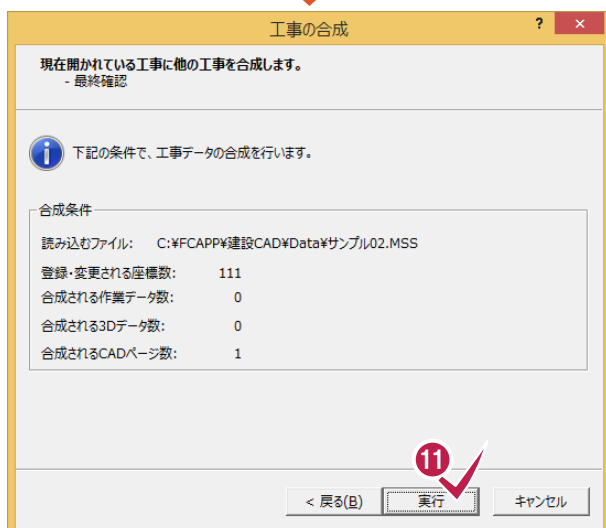 工事の合成
? ×
現在開かれている工事に他の工事を合成します。
- 最終確認
下記の条件で、工事データの合成を行います。
合成条件
読み込むファイル: C:¥FCAPP¥建設CAD¥Data¥サンプル02.MSS
登録・変更される座標数: 111
合成される作業データ数: 0
合成される3Dデータ数: 0
合成されるCADページ数: 1
11
< 戻る(B) 実行 キャンセル